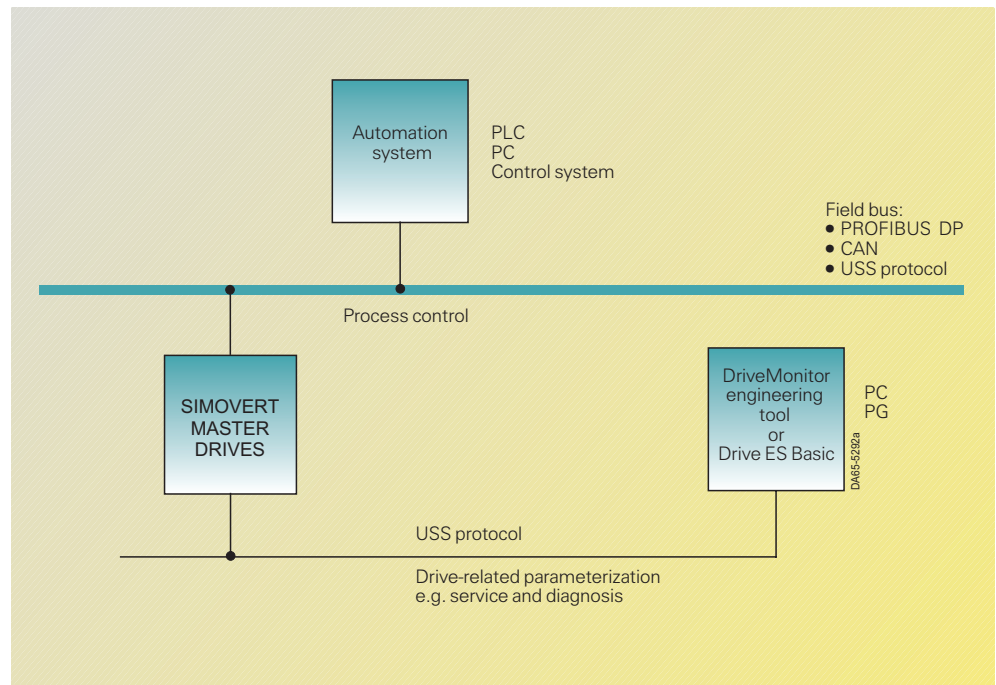 Automation
system
PLC
PC
Control system
Field bus:
• PROFIBUS DP
• CAN
• USS protocol
Process control
SIMOVERT
MASTER
DRIVES
DriveMonitor
engineering
tool
or
Drive ES Basic
PC
PG
DA65-5292a
USS protocol
Drive-related parameterization
e.g. service and diagnosis